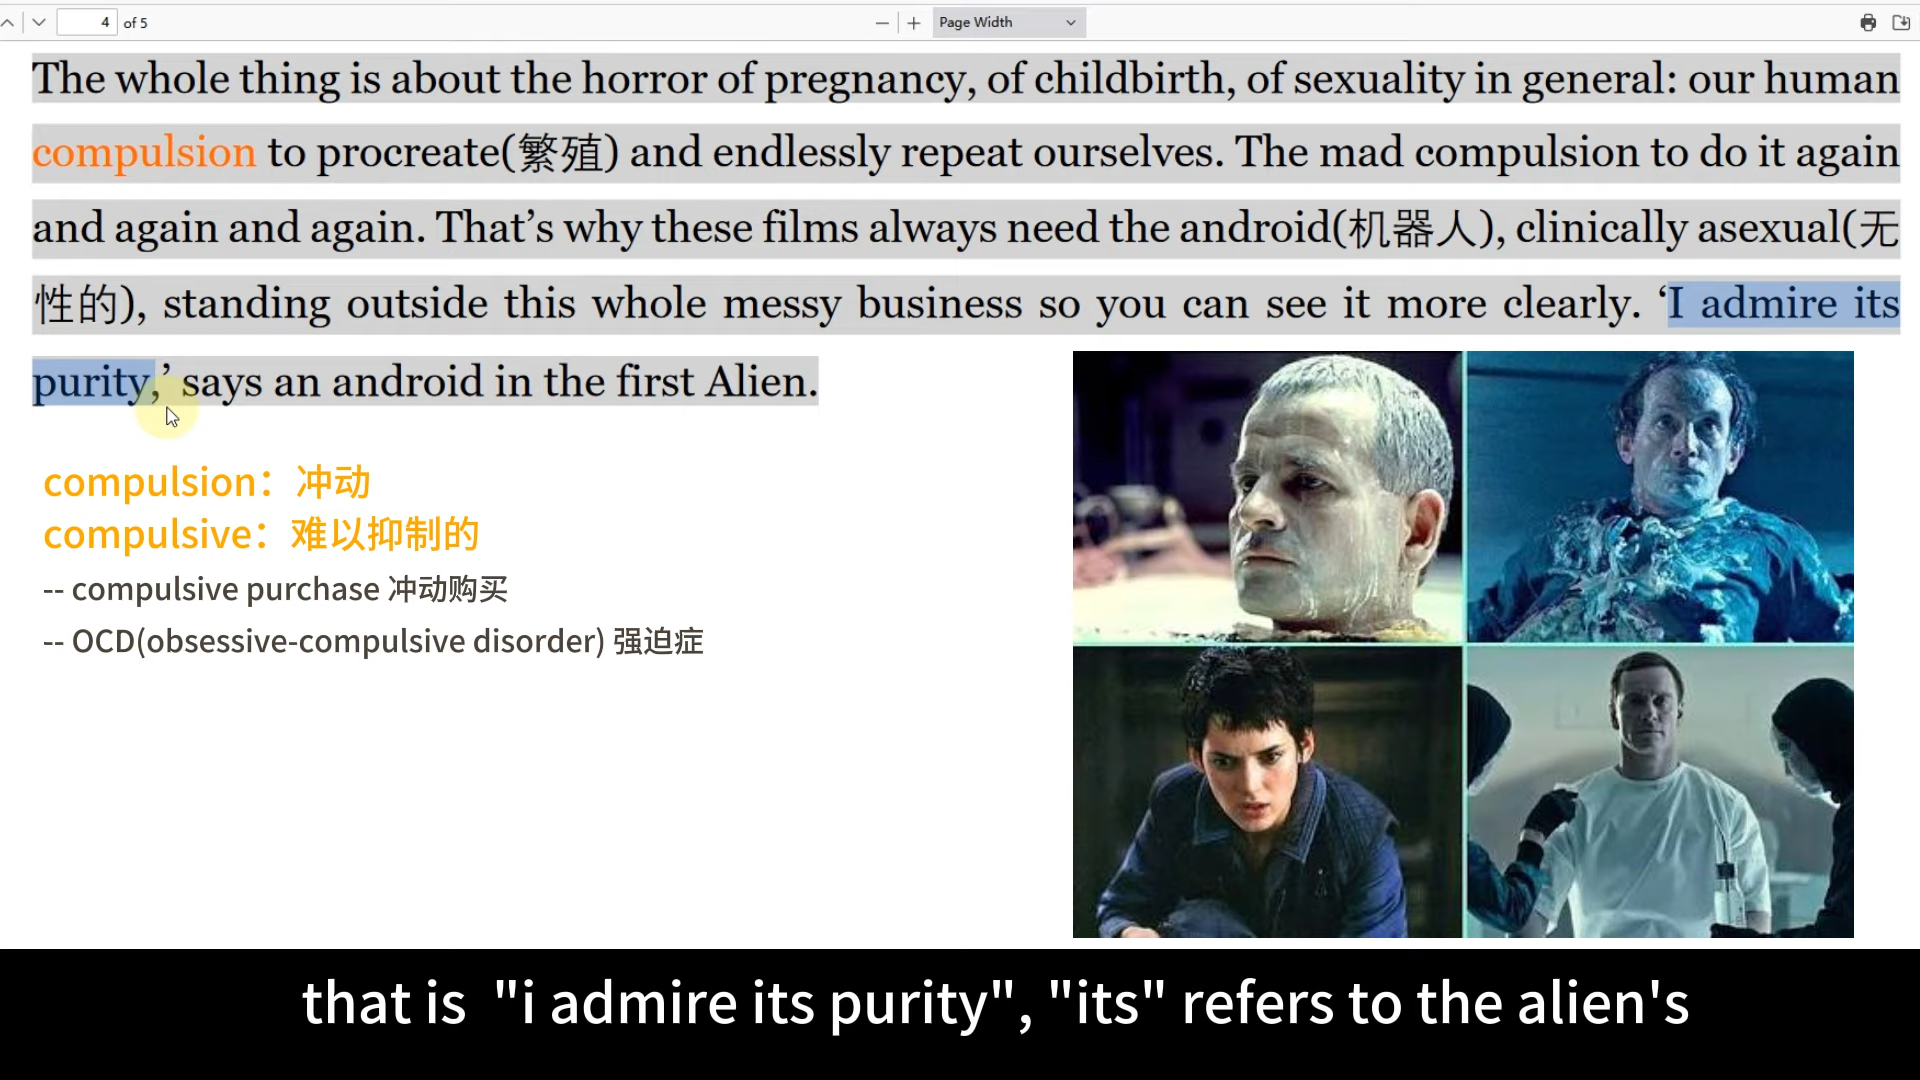 4 of 5
Page Width
The whole thing is about the horror of pregnancy, of childbirth, of sexuality in general: our human
compulsion to procreate(繁殖) and endlessly repeat ourselves. The mad compulsion to do it again
and again and again. That’s why these films always need the android(机器人), clinically asexual(无
性的), standing outside this whole messy business so you can see it more clearly. ‘I admire its
purity,’ says an android in the first Alien.
compulsion：冲动
compulsive：难以抑制的
-- compulsive purchase 冲动购买
-- OCD(obsessive-compulsive disorder) 强迫症
that is "i admire its purity", "its" refers to the alien's